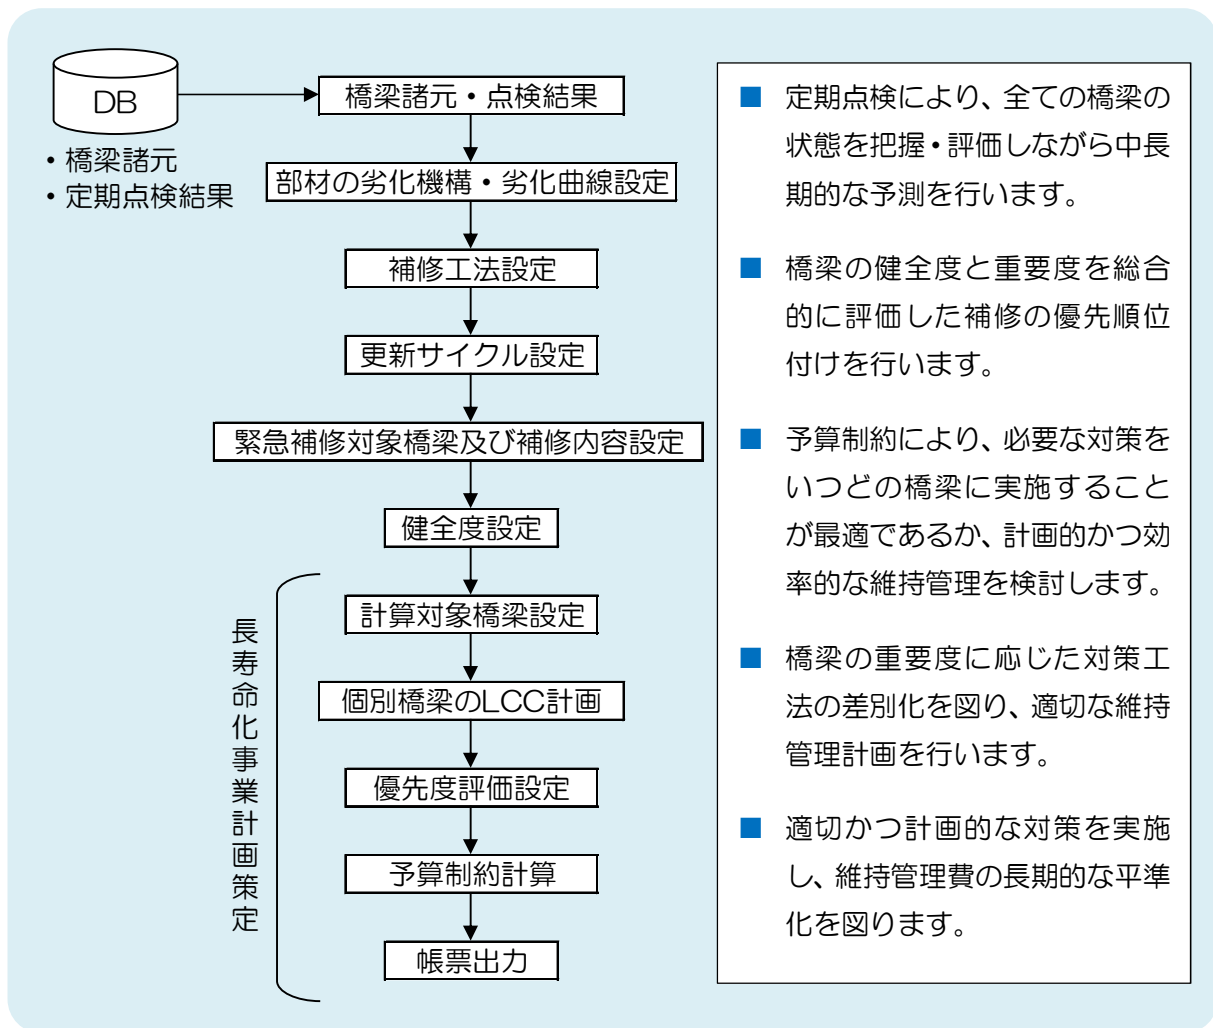 DB
・橋梁諸元
・定期点検結果
橋梁諸元・点検結果
部材の劣化機構・劣化曲線設定
補修工法設定
更新サイクル設定
緊急補修対象橋梁及び補修内容設定
健全度設定
計算対象橋梁設定
個別橋梁のLCC計画
優先度評価設定
予算制約計算
帳票出力
長寿命化事業計画策定
■ 定期点検により、全ての橋梁の
状態を把握・評価しながら中長
期的な予測を行います。
■ 橋梁の健全度と重要度を総合
的に評価した補修の優先順位
付けを行います。
■ 予算制約により、必要な対策を
いつどの橋梁に実施すること
が最適であるか、計画的かつ効
率的な維持管理を検討します。
■ 橋梁の重要度に応じた対策工
法の差別化を図り、適切な維持
管理計画を行います。
■ 適切かつ計画的な対策を実施
し、維持管理費の長期的な平準
化を図ります。